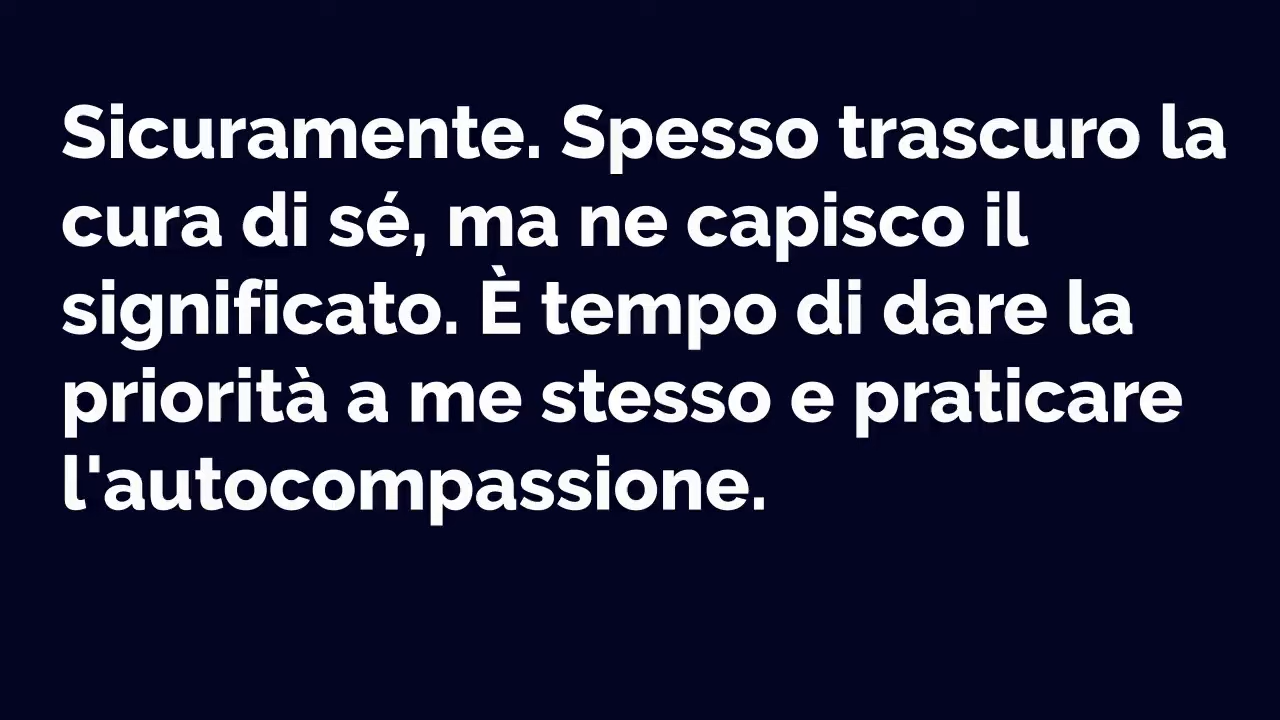 Sicuramente. Spesso trascuro la
cura di sé, ma ne capisco il
significato. È tempo di dare la
priorità a me stesso e praticare
l'autocompassione.